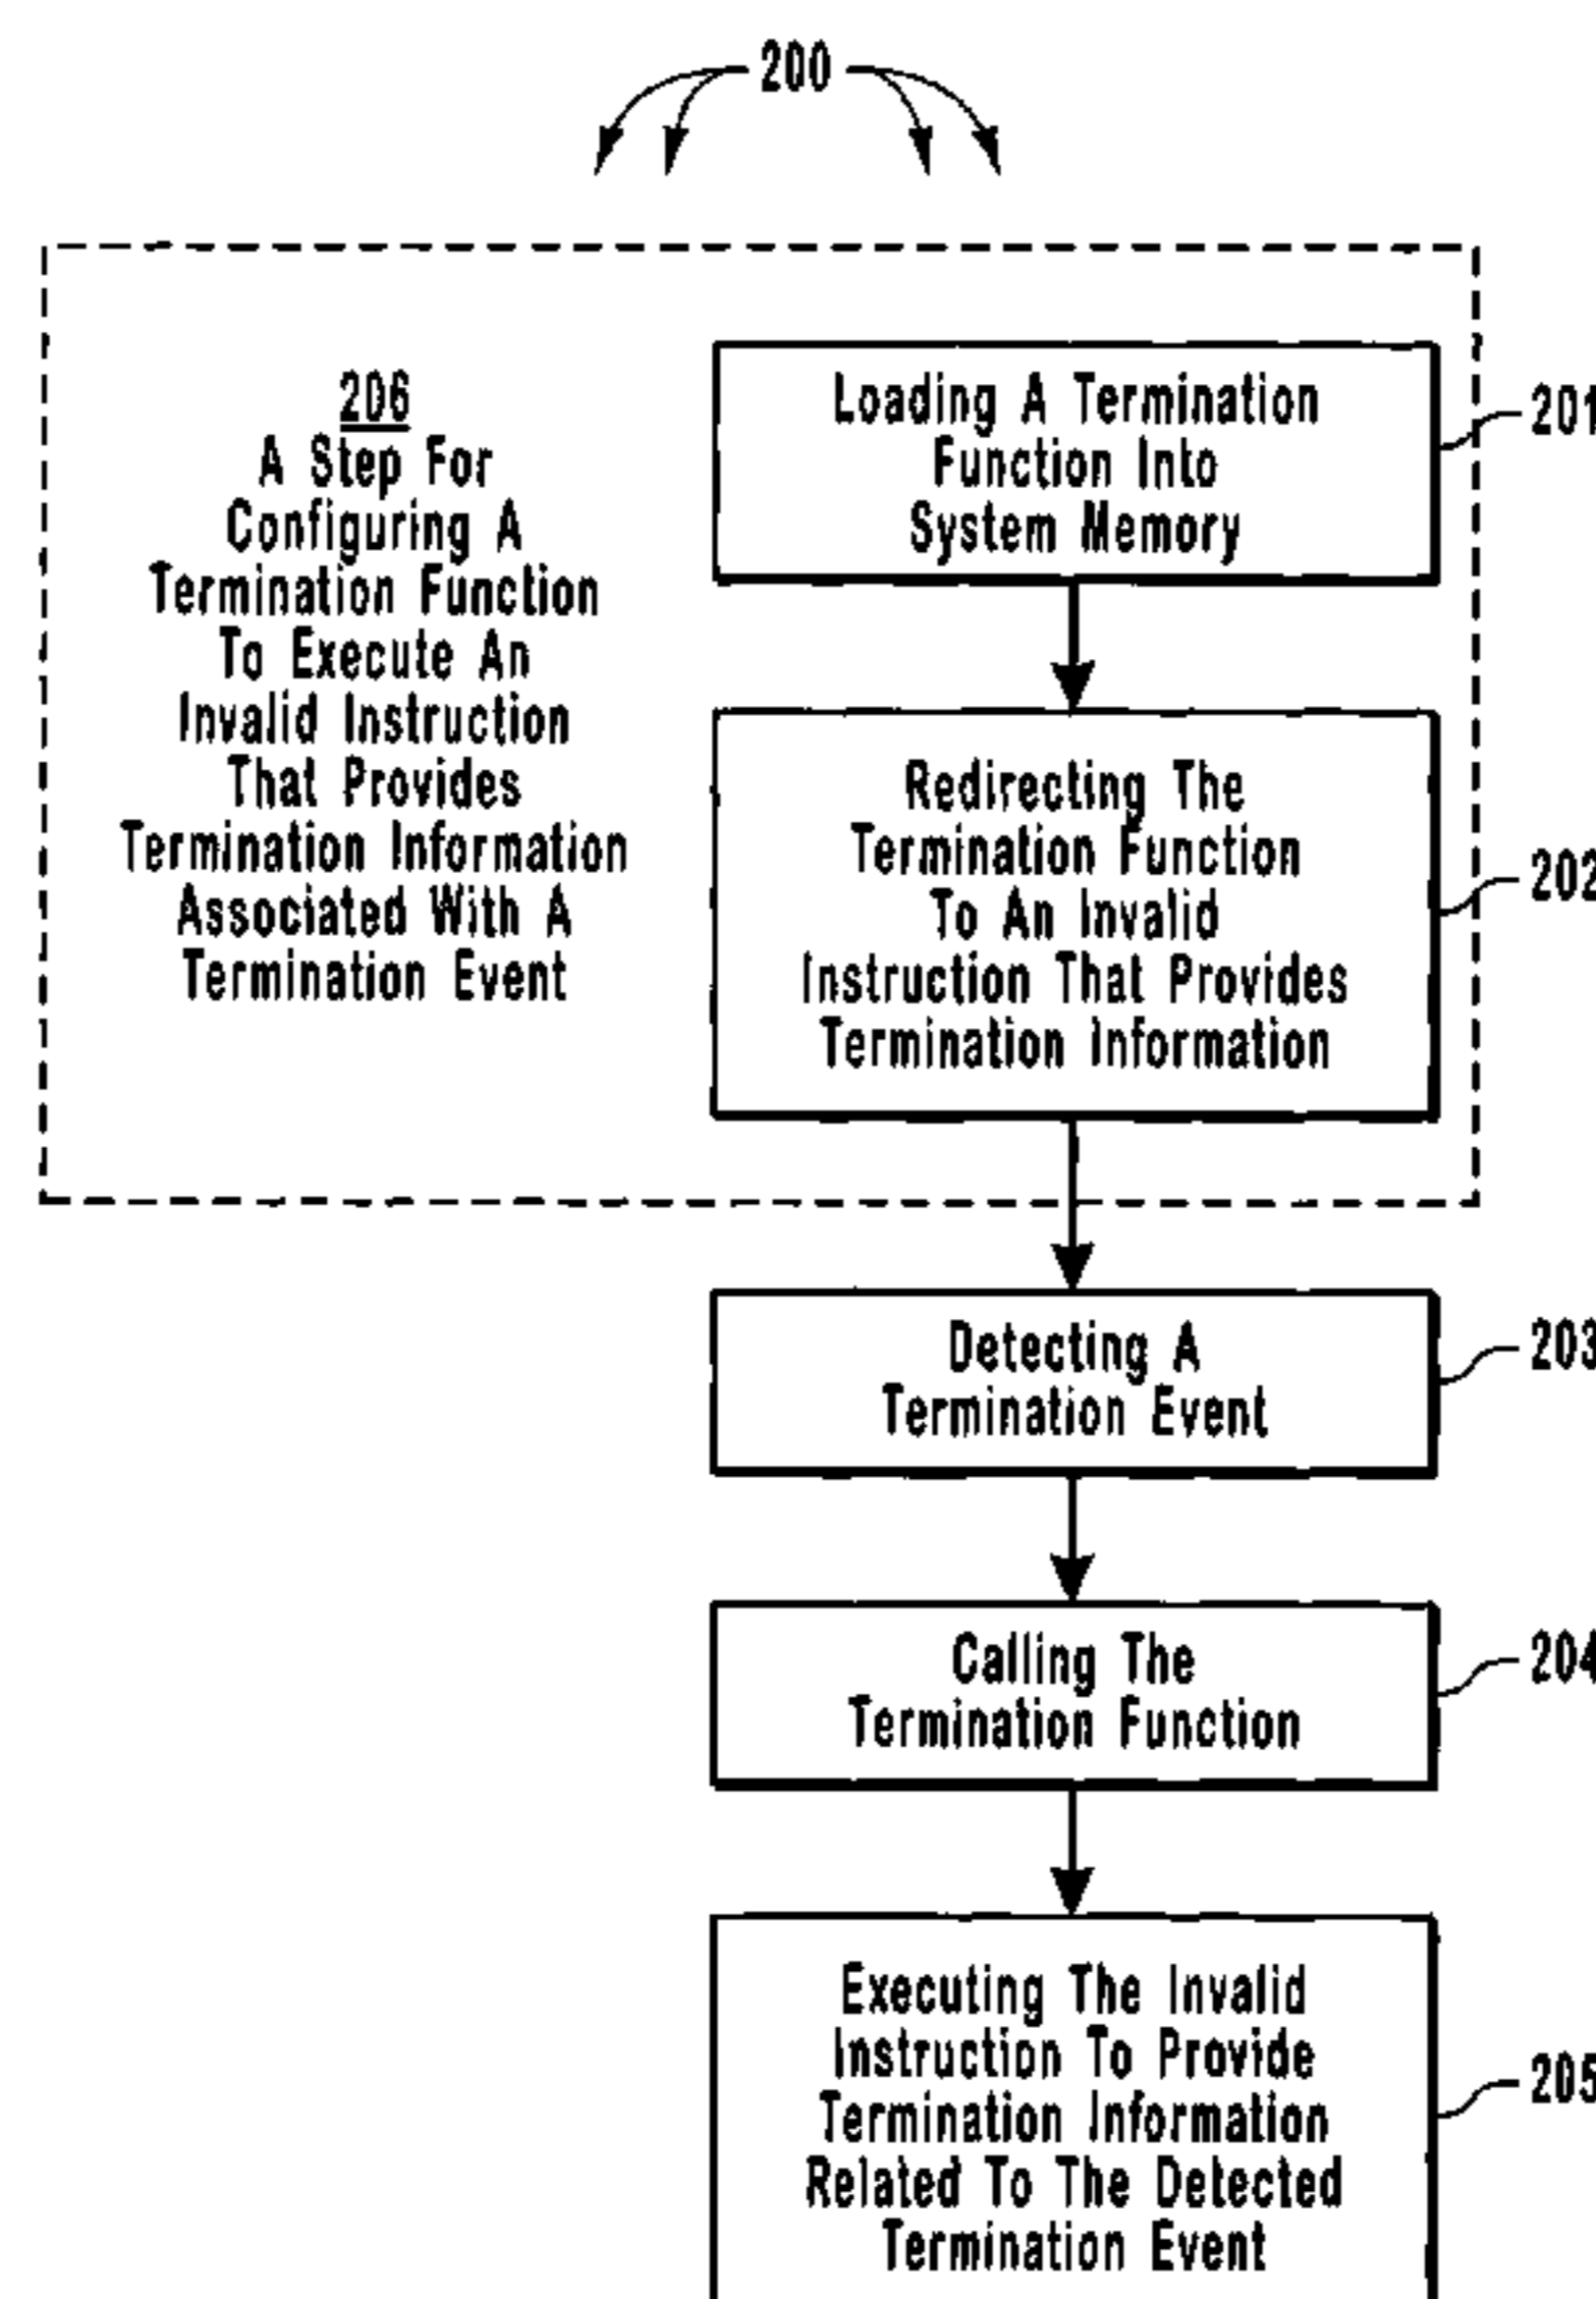 200
206
A Step For
Configuring A
Termination Function
To Execute An
Invalid Instruction
That Provides
Termination Information
Associated With A
Termination Event
Loading A Termination
Function Into
System Memory
201
Redirecting The
Termination Function
To An Invalid
Instruction That Provides
Termination Information
202
Detecting A
Termination Event
203
Calling The
Termination Function
204
Executing The Invalid
Instruction To Provide
Termination Information
Related To The Detected
Termination Event
205